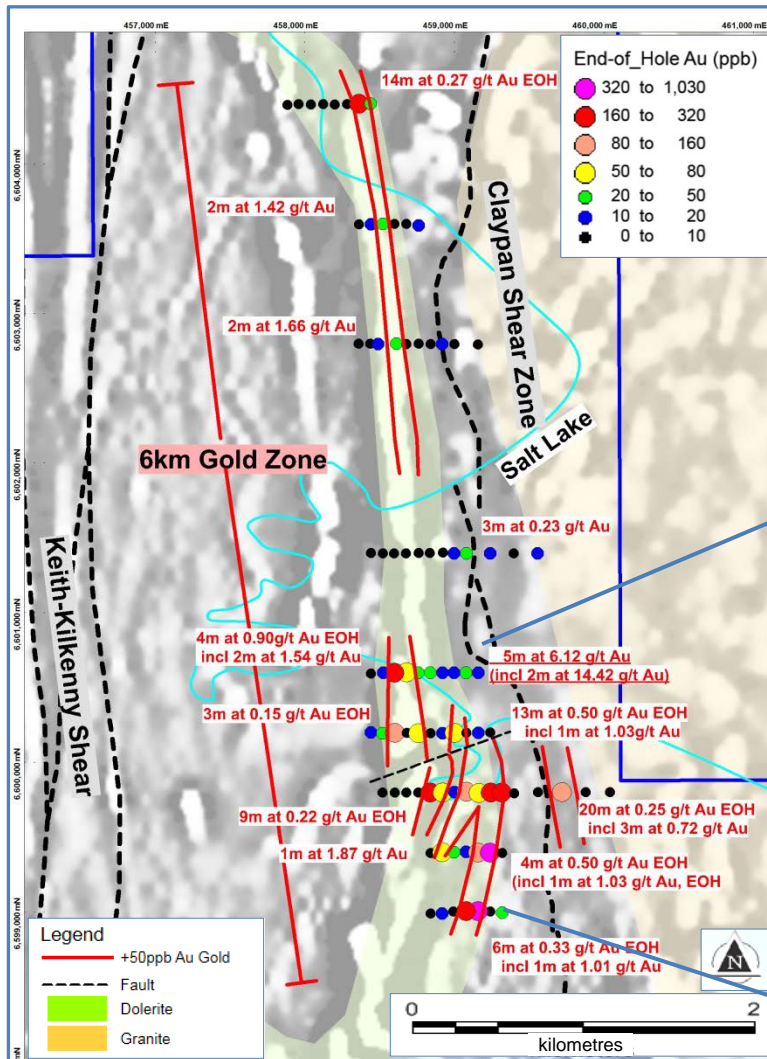 457,000 mE
458,000 mE
459,000 mE
460,000 mE
461,000 mE
End-of_Hole Au (ppb)
320 to 1,030
160 to 320
80 to 160
50 to 80
20 to 50
10 to 20
0 to 10
14m at 0.27 g/t Au EOH
6,604,000 mN
2m at 1.42 g/t Au
Claypan Shear Zone
6,603,000 mN
2m at 1.66 g/t Au
Salt Lake
6km Gold Zone
6,602,000 mN
3m at 0.23 g/t Au
Keith-Kilkenny Shear
6,601,000 mN
4m at 0.90g/t Au EOH
incl 2m at 1.54 g/t Au
5m at 6.12 g/t Au
(incl 2m at 14.42 g/t Au)
3m at 0.15 g/t Au EOH
13m at 0.50 g/t Au EOH
incl 1m at 1.03g/t Au
6,600,000 mN
9m at 0.22 g/t Au EOH
20m at 0.25 g/t Au EOH
incl 3m at 0.72 g/t Au
1m at 1.87 g/t Au
4m at 0.50 g/t Au EOH
(incl 1m at 1.03 g/t Au, EOH
6,599,000 mN
6m at 0.33 g/t Au EOH
incl 1m at 1.01 g/t Au
Legend
+50ppb Au Gold
Fault
Dolerite
Granite
N
0 2
kilometres